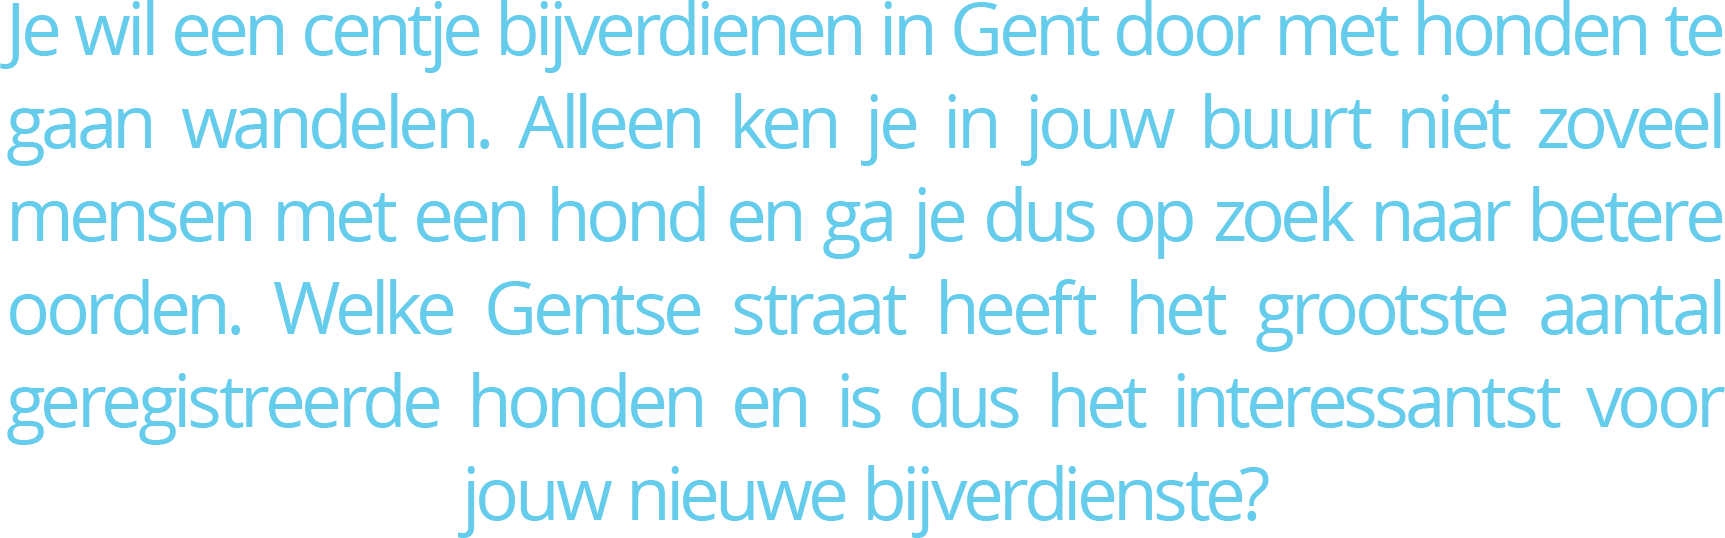 Je wil een centje bijverdienen in Gent door met honden te
gaan wandelen. Alleen ken je in jouw buurt niet zoveel
mensen met een hond en ga je dus op zoek naar betere
oorden. Welke Gentse straat heeft het grootste aantal
geregistreerde honden en is dus het interessantst voor
jouw nieuwe bijverdienste?